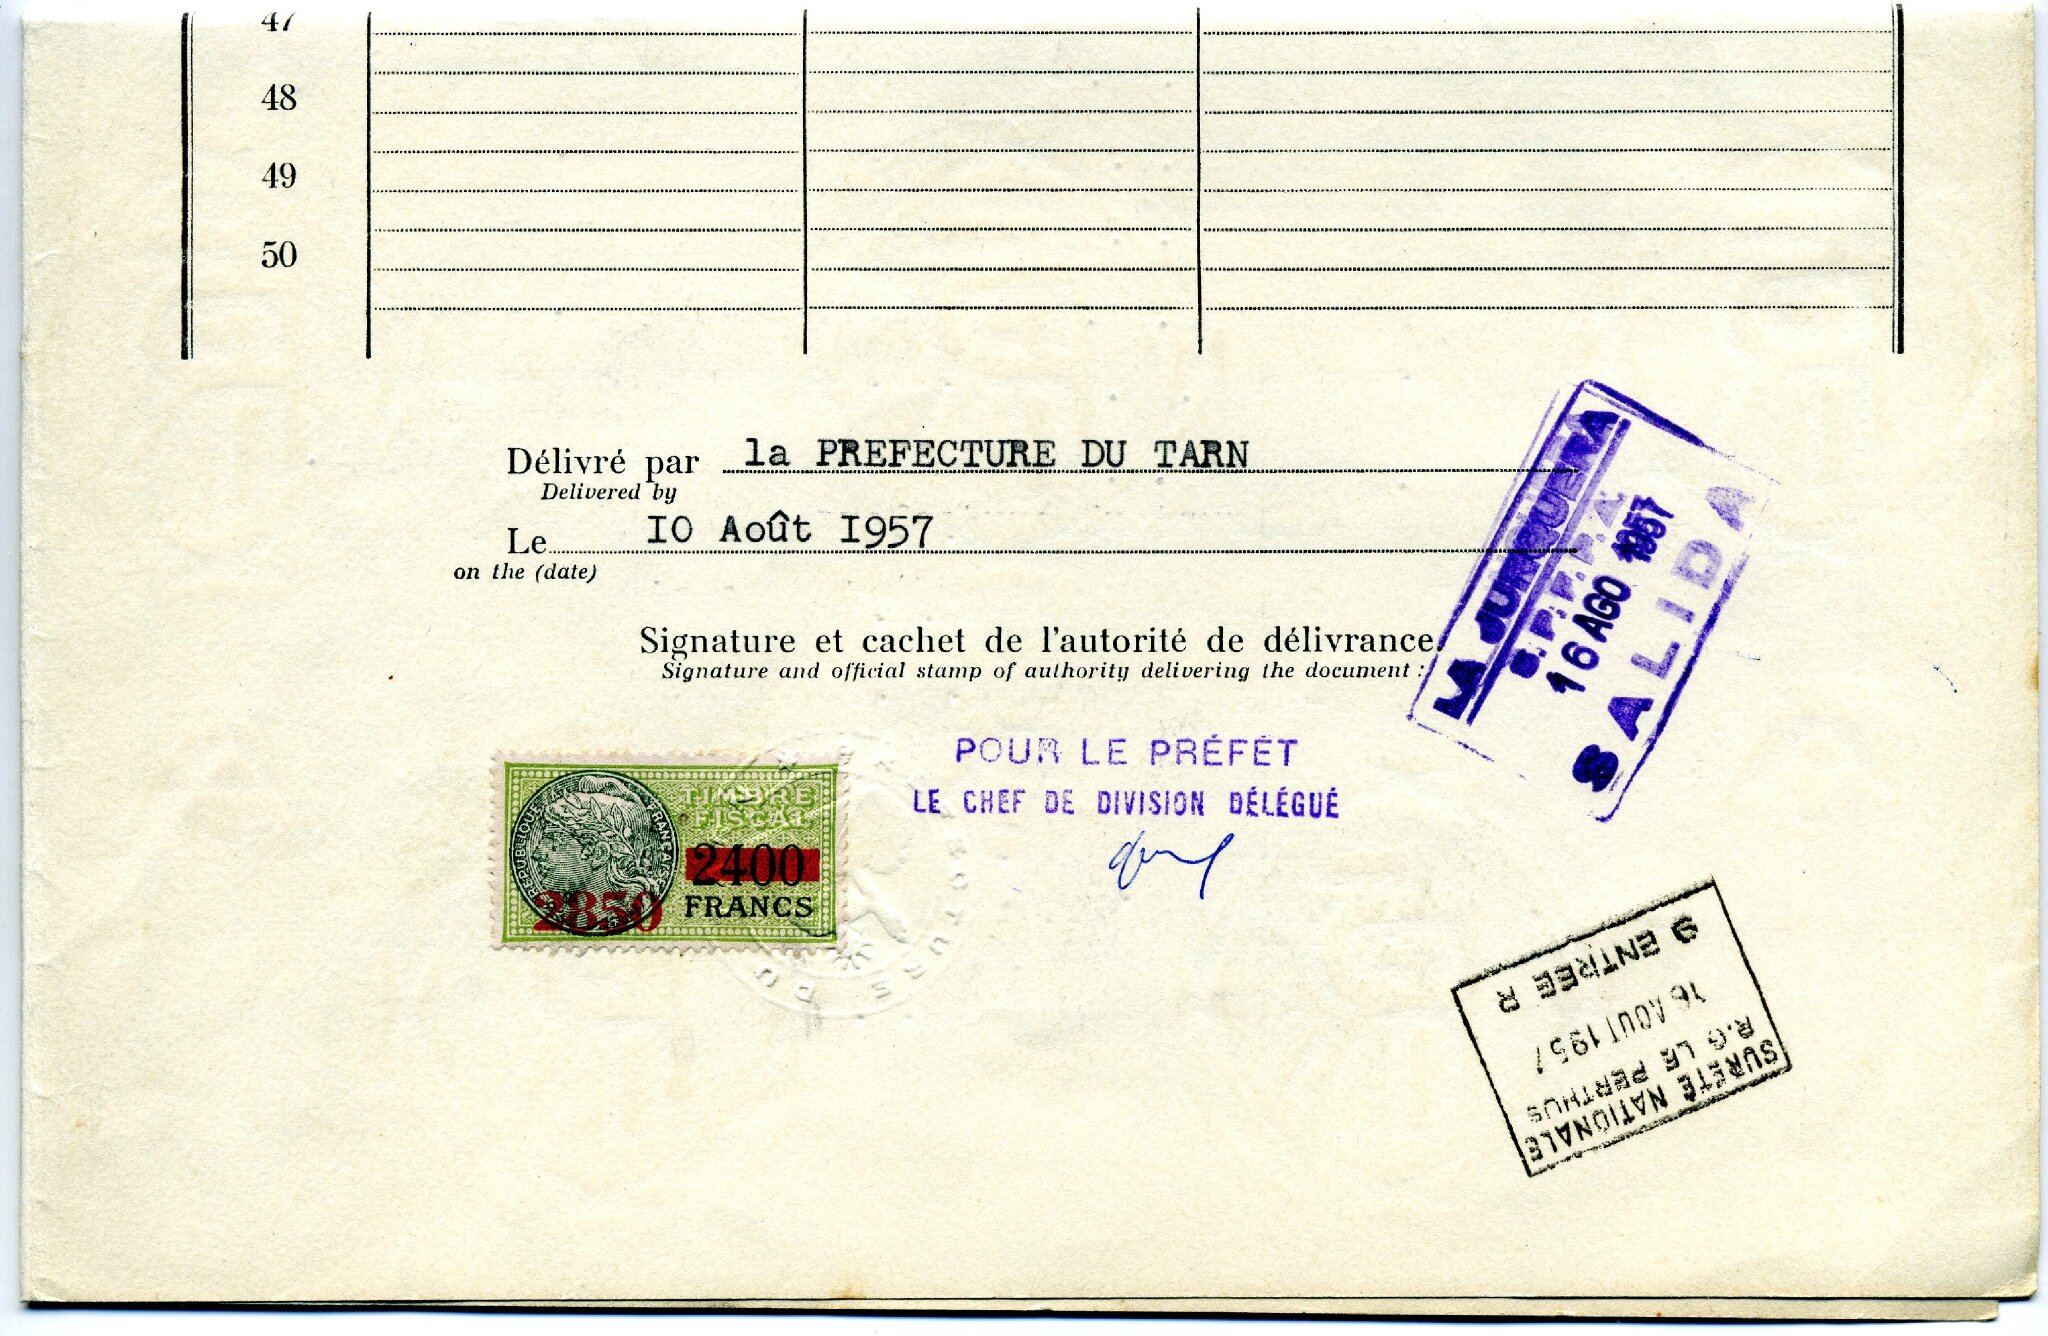 47
48
49
50
Délivré par la PREFECTURE DU TARN
Delivered by
Le IO Août I957
on the (date)
Signature et cachet de l'autorité de délivrance.
Signature and official stamp of authority delivering the document :
LA JUNQUERA
16 AGO 1957
SALIDA
POUR LE PRÉFÉT
LE CHEF DE DIVISION DÉLÉGUÉ
TIMBRE
FISCAL
2400
FRANCS
2850
REPUBLIQUE FRANÇAISE
SURETÉ NATIONALE
R.G LE PERTHUS
16 AOUT 1957
9 ENTREE R